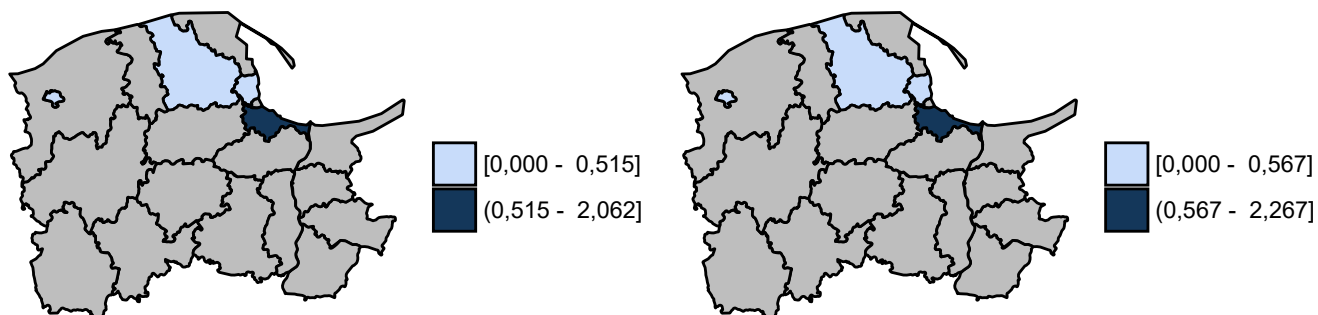 [0,000 - 0,515]
(0,515 - 2,062]
[0,000 - 0,567]
(0,567 - 2,267]